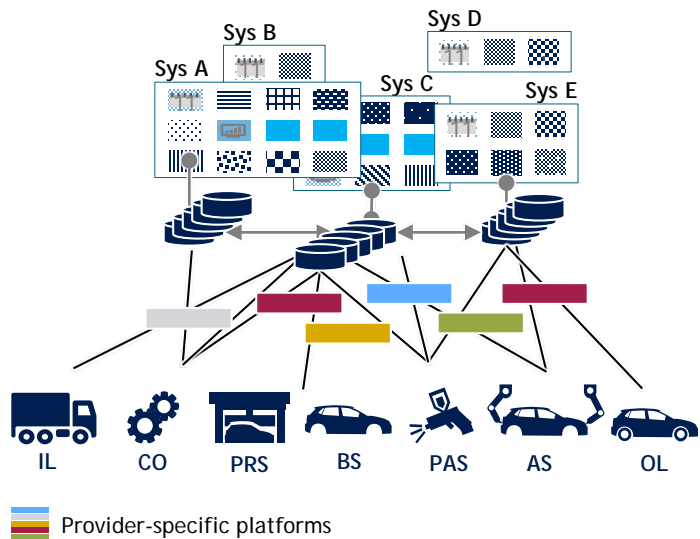 Sys D
Sys B
Sys A
Sys C
Sys E
IL
CO
PRS
BS
PAS
AS
OL
Provider-specific platforms